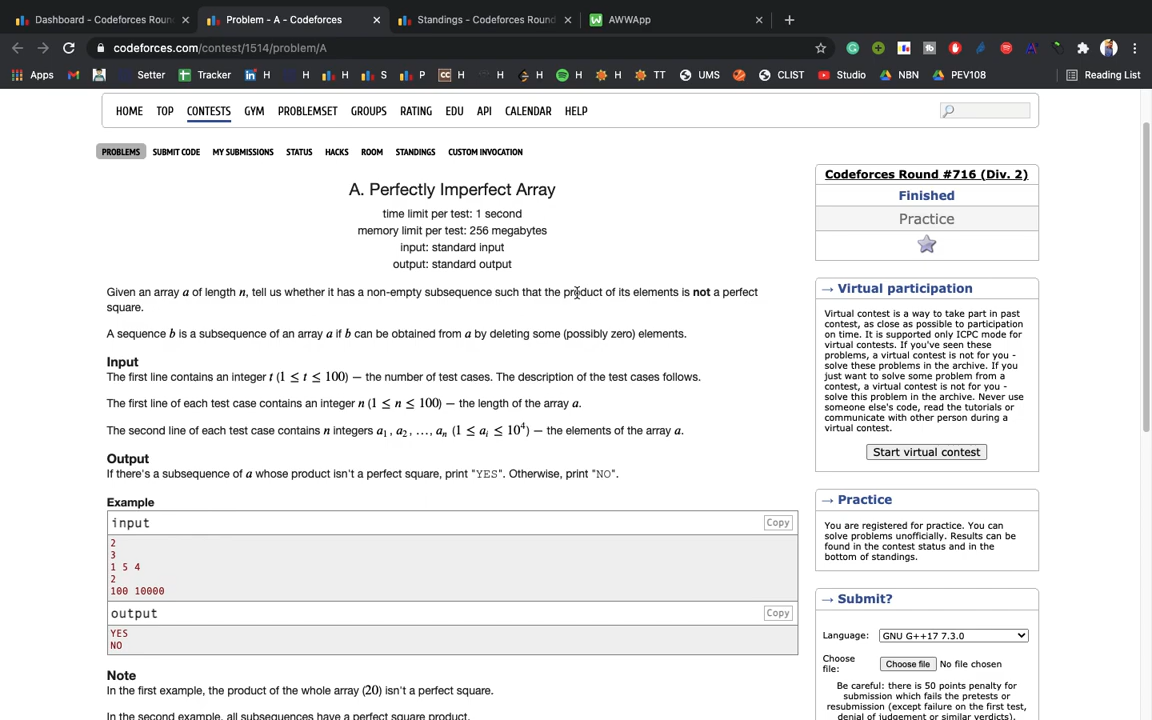 Dashboard - Codeforces Roun
Problem - A - Codeforces
Standings - Codeforces Round
AWWApp
codeforces.com/contest/1514/problem/A
Apps
Setter
Tracker
H
H
H
S
P
H
H
H
H
H
TT
UMS
CLIST
Studio
NBN
PEV108
Reading List
HOME TOP CONTESTS GYM PROBLEMSET GROUPS RATING EDU API CALENDAR HELP
PROBLEMS SUBMIT CODE MY SUBMISSIONS STATUS HACKS ROOM STANDINGS CUSTOM INVOCATION
A. Perfectly Imperfect Array
time limit per test: 1 second
memory limit per test: 256 megabytes
input: standard input
output: standard output
Given an array a of length n, tell us whether it has a non-empty subsequence such that the product of its elements is not a perfect
square.
A sequence b is a subsequence of an array a if b can be obtained from a by deleting some (possibly zero) elements.
Input
The first line contains an integer t (1 ≤ t ≤ 100) — the number of test cases. The description of the test cases follows.
The first line of each test case contains an integer n (1 ≤ n ≤ 100) — the length of the array a.
The second line of each test case contains n integers a₁, a₂, …, aₙ (1 ≤ aᵢ ≤ 10⁴) — the elements of the array a.
Output
If there's a subsequence of a whose product isn't a perfect square, print "YES". Otherwise, print "NO".
Example
input
Copy
2
3
1 5 4
2
100 10000
output
Copy
YES
NO
Note
In the first example, the product of the whole array (20) isn't a perfect square.
In the second example, all subsequences have a perfect square product.
Codeforces Round #716 (Div. 2)
Finished
Practice
→ Virtual participation
Virtual contest is a way to take part in past
contest, as close as possible to participation
on time. It is supported only ICPC mode for
virtual contests. If you've seen these
problems, a virtual contest is not for you -
solve these problems in the archive. If you
just want to solve some problem from a
contest, a virtual contest is not for you -
solve this problem in the archive. Never use
someone else's code, read the tutorials or
communicate with other person during a
virtual contest.
Start virtual contest
→ Practice
You are registered for practice. You can
solve problems unofficially. Results can be
found in the contest status and in the
bottom of standings.
→ Submit?
Language: GNU G++17 7.3.0
Choose
file: Choose file No file chosen
Be careful: there is 50 points penalty for
submission which fails the pretests or
resubmission (except failure on the first test,
denial of judgement or similar verdicts).